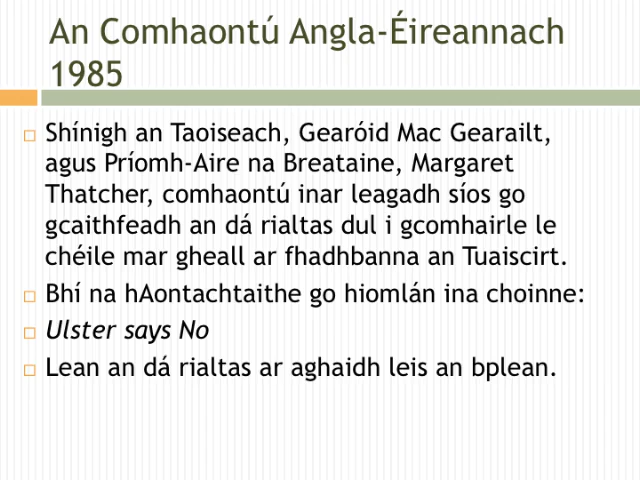 An Comhaontú Angla-Éireannach
1985
Shínigh an Taoiseach, Gearóid Mac Gearailt,
agus Príomh-Aire na Breataine, Margaret
Thatcher, comhaontú inar leagadh síos go
gcaithfeadh an dá rialtas dul i gcomhairle le
chéile mar gheall ar fhadhbanna an Tuaiscirt.
Bhí na hAontachtaithe go hiomlán ina choinne:
Ulster says No
Lean an dá rialtas ar aghaidh leis an bplean.